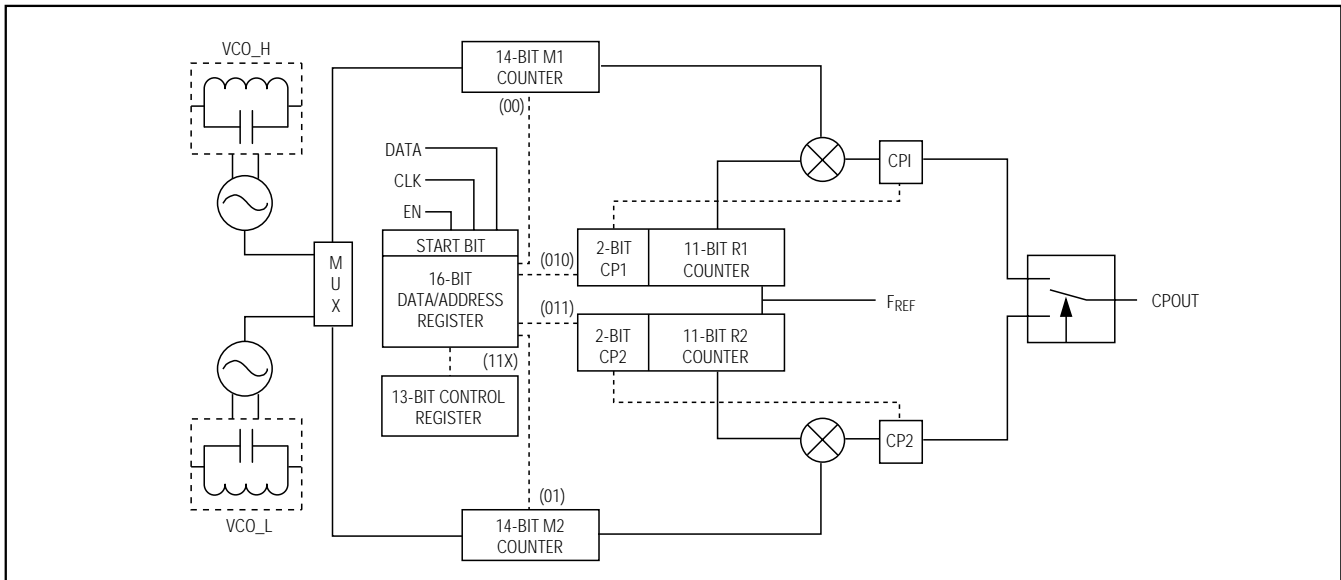 VCO_H
14-BIT M1
COUNTER
(00)
DATA
CLK
EN
START BIT
16-BIT
DATA/ADDRESS
REGISTER
M
U
X
(010)
(011)
(11X)
13-BIT CONTROL
REGISTER
2-BIT
CP1
11-BIT R1
COUNTER
2-BIT
CP2
11-BIT R2
COUNTER
CPI
FREF
CPOUT
CP2
(01)
14-BIT M2
COUNTER
VCO_L